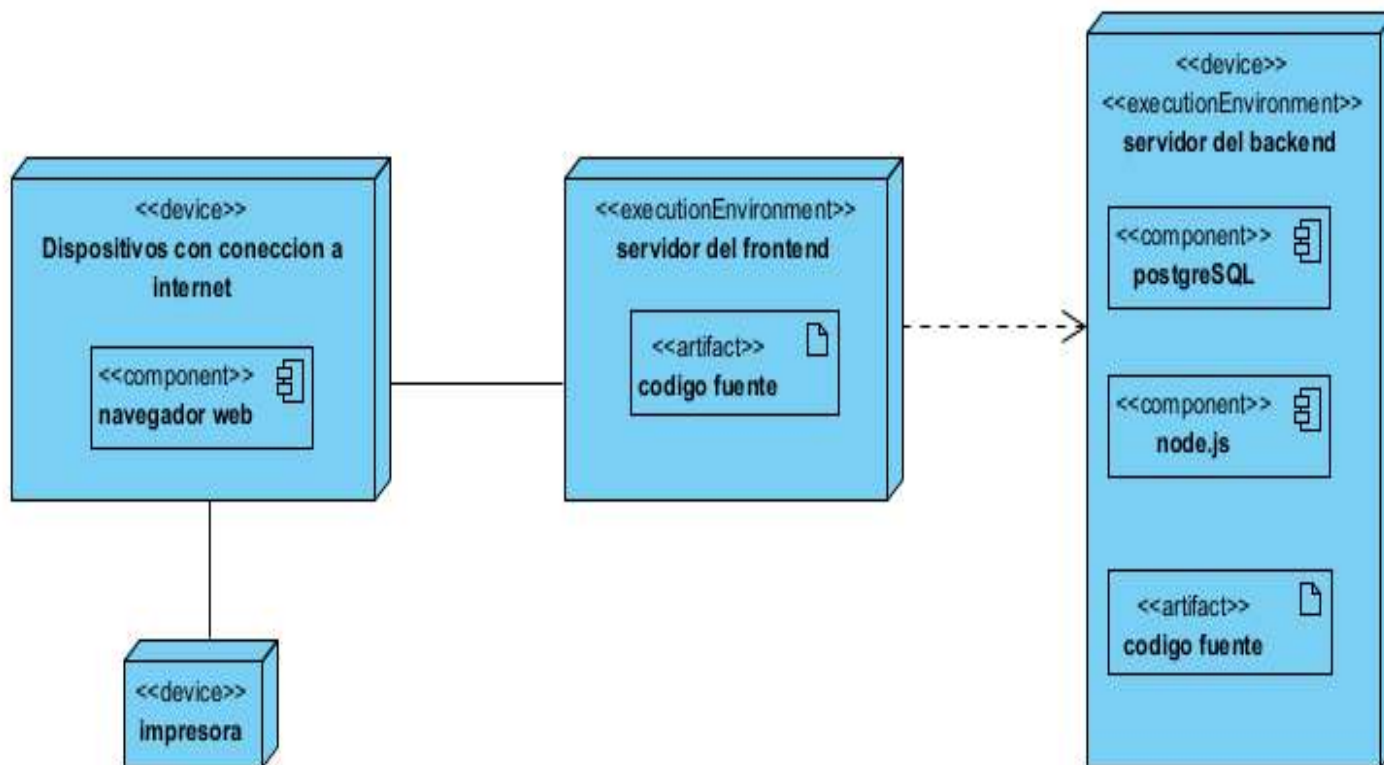 <<device>>
Dispositivos con coneccion a
internet
<<component>>
navegador web
<<device>>
impresora
<<executionEnvironment>>
servidor del frontend
<<artifact>>
codigo fuente
<<device>>
<<executionEnvironment>>
servidor del backend
<<component>>
postgreSQL
<<component>>
node.js
<<artifact>>
codigo fuente